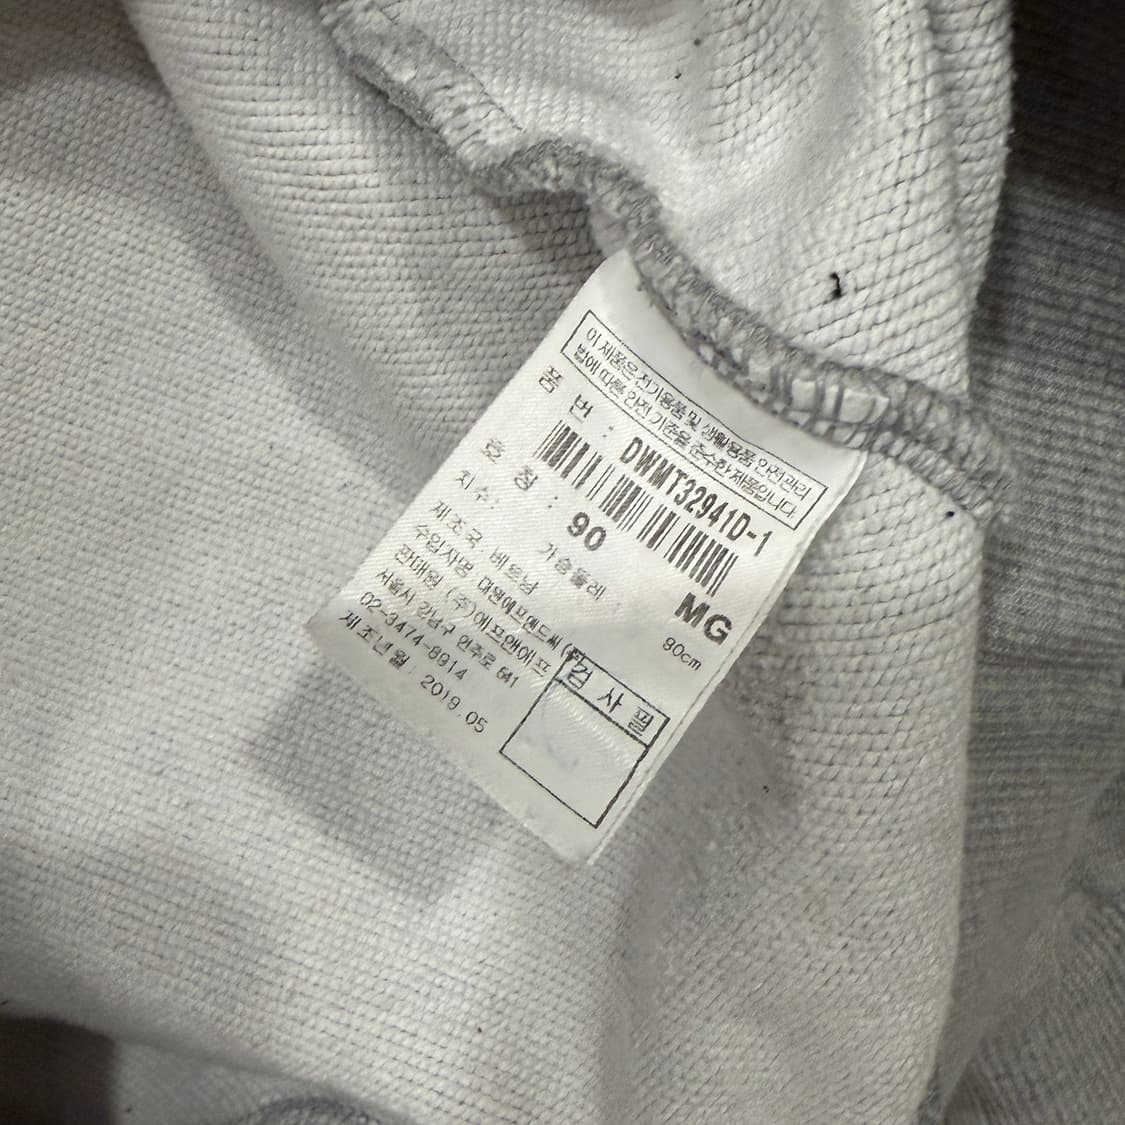 이 제품은 전기용품 및 생활용품 안전관리
법에 따른 안전 기준을 준수한 제품입니다.
품 번 : DWMT32941D-1
호 칭 : 90 MG
치수: 가슴둘레 : 90cm
제조국: 베트남
수입자명 대원에프앤드씨 (주)
판매원 (주)에프앤에프
서울시 강남구 언주로 541
02-3474-8914
제조년월 2019.05
검사필